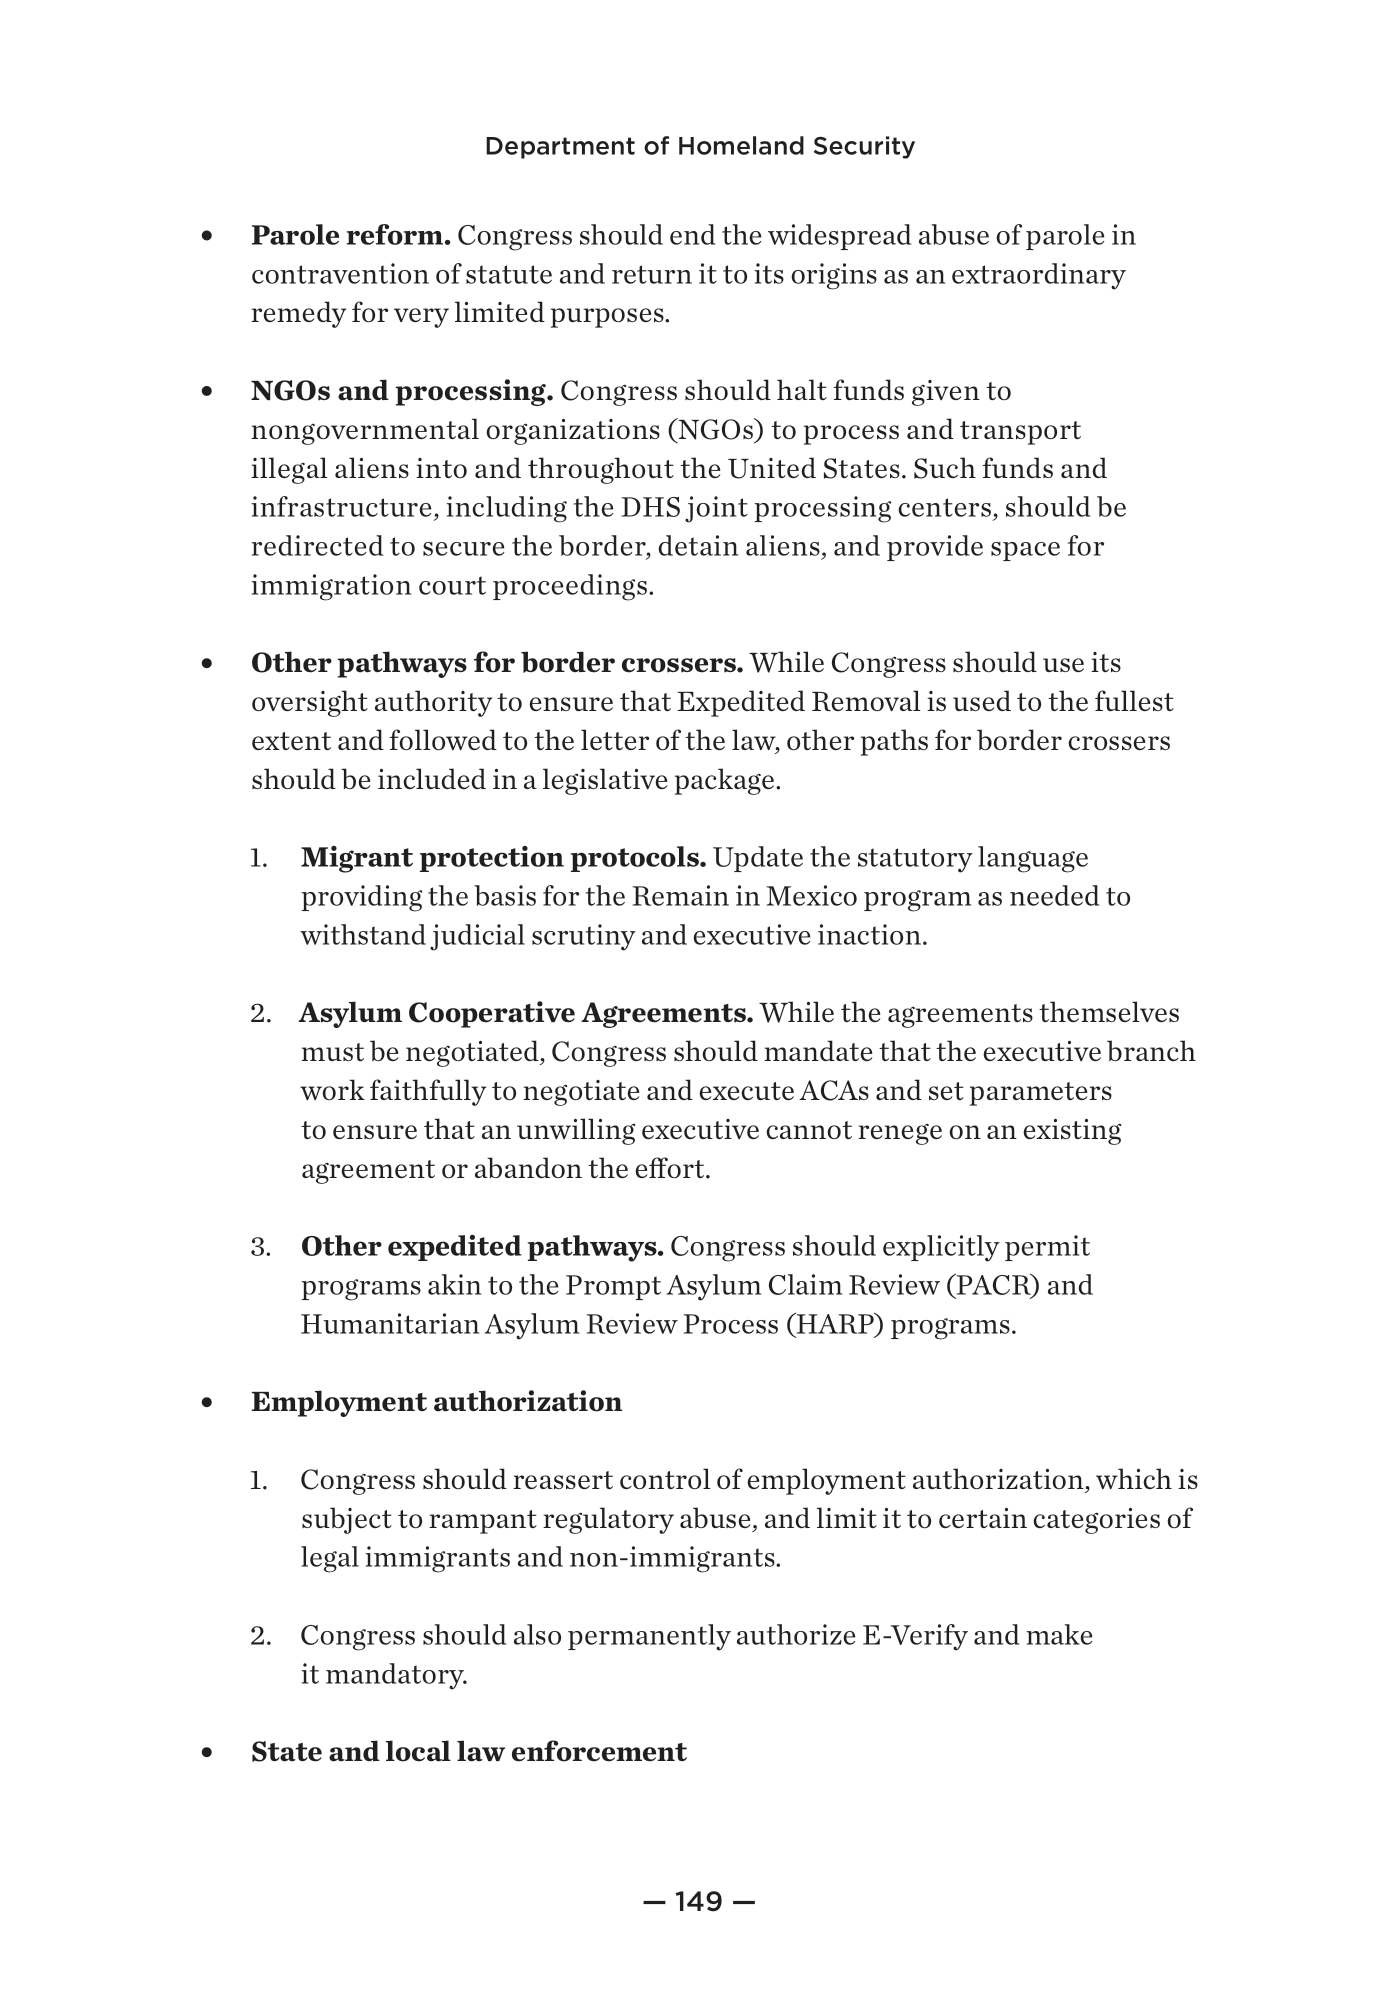 Department of Homeland Security
• Parole reform. Congress should end the widespread abuse of parole in
contravention of statute and return it to its origins as an extraordinary
remedy for very limited purposes.
• NGOs and processing. Congress should halt funds given to
nongovernmental organizations (NGOs) to process and transport
illegal aliens into and throughout the United States. Such funds and
infrastructure, including the DHS joint processing centers, should be
redirected to secure the border, detain aliens, and provide space for
immigration court proceedings.
• Other pathways for border crossers. While Congress should use its
oversight authority to ensure that Expedited Removal is used to the fullest
extent and followed to the letter of the law, other paths for border crossers
should be included in a legislative package.
1. Migrant protection protocols. Update the statutory language
providing the basis for the Remain in Mexico program as needed to
withstand judicial scrutiny and executive inaction.
2. Asylum Cooperative Agreements. While the agreements themselves
must be negotiated, Congress should mandate that the executive branch
work faithfully to negotiate and execute ACAs and set parameters
to ensure that an unwilling executive cannot renege on an existing
agreement or abandon the effort.
3. Other expedited pathways. Congress should explicitly permit
programs akin to the Prompt Asylum Claim Review (PACR) and
Humanitarian Asylum Review Process (HARP) programs.
• Employment authorization
1. Congress should reassert control of employment authorization, which is
subject to rampant regulatory abuse, and limit it to certain categories of
legal immigrants and non-immigrants.
2. Congress should also permanently authorize E-Verify and make
it mandatory.
• State and local law enforcement
— 149 —